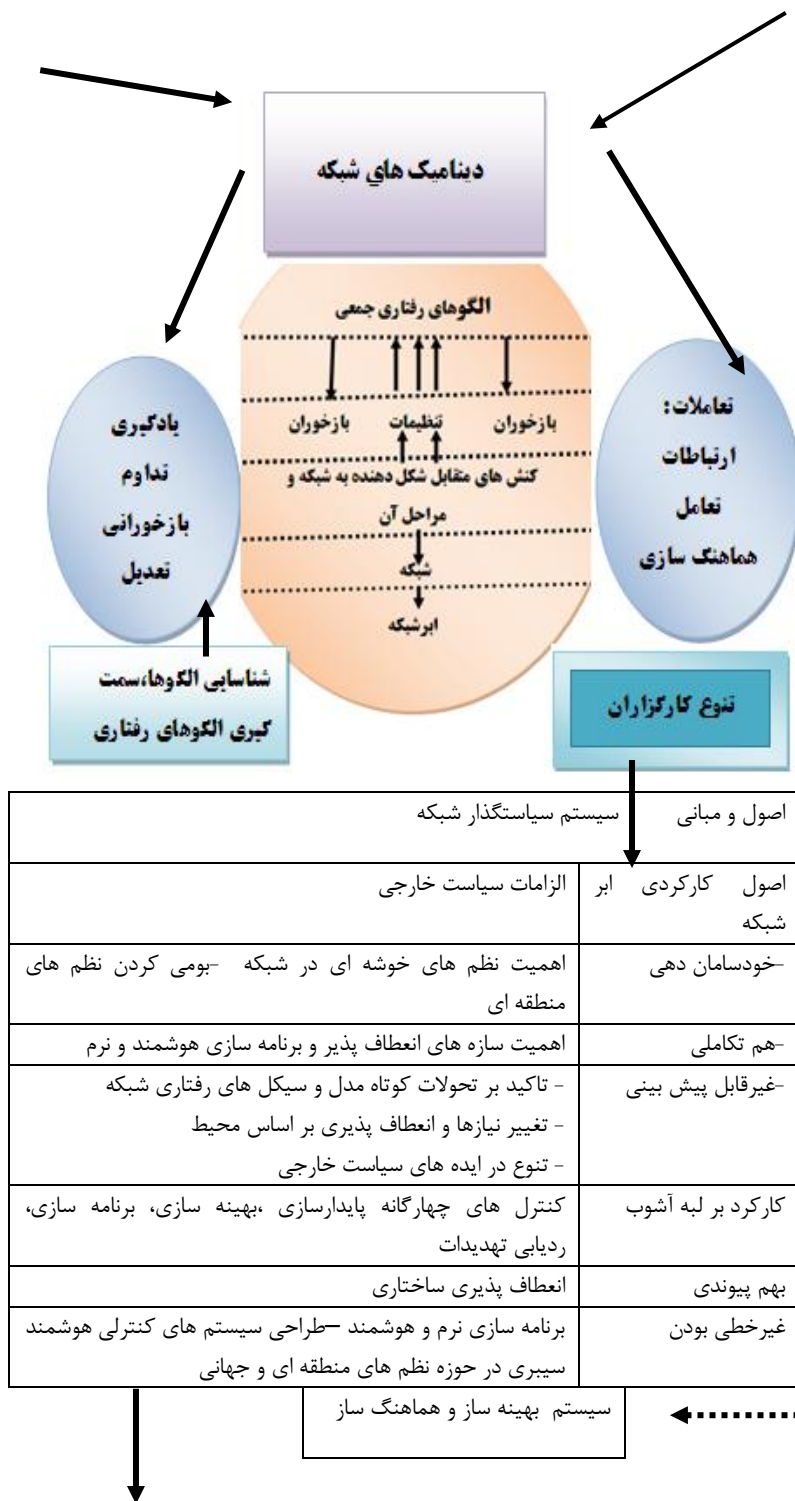 دینامیک های شبکه
الگوهای رفتاری جمعی
بازخوران تنظیمات بازخوران
کنش های متقابل شکل دهنده به شبکه و
مراحل آن
شبکه
ابرشبکه
تعاملات:
ارتباطات
تعامل
هماهنگ سازی
یادگیری
تداوم
بازخورانی
تعدیل
تنوع کارگزاران
شناسایی الگوها،سمت
گیری الگوهای رفتاری
اصول و مبانی سیستم سیاستگذار شبکه
اصول کارکردی ابر
شبکه
الزامات سیاست خارجی
-خودسامان دهی
اهمیت نظم های خوشه ای در شبکه -بومی کردن نظم های
منطقه ای
-هم تکاملی
اهمیت سازه های انعطاف پذیر و برنامه سازی هوشمند و نرم
-غیرقابل پیش بینی
- تاکید بر تحولات کوتاه مدل و سیکل های رفتاری شبکه
- تغییر نیازها و انعطاف پذیری بر اساس محیط
- تنوع در ایده های سیاست خارجی
کارکرد بر لبه آشوب
کنترل های چهارگانه پایدارسازی ،بهینه سازی، برنامه سازی،
ردیابی تهدیدات
بهم پیوندی
انعطاف پذیری ساختاری
غیرخطی بودن
برنامه سازی نرم و هوشمند –طراحی سیستم های کنترلی هوشمند
سیبری در حوزه نظم های منطقه ای و جهانی
سیستم بهینه ساز و هماهنگ ساز